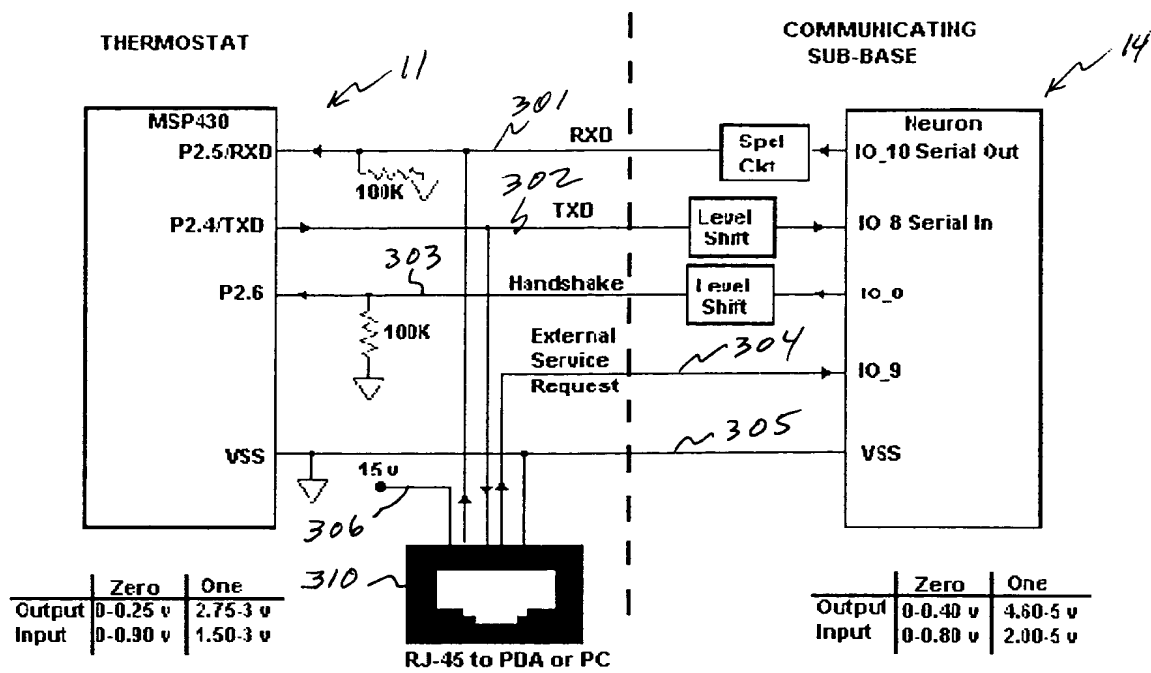 THERMOSTAT
COMMUNICATING
SUB-BASE
11
14
MSP430
Neuron
301
P2.5/RXD
RXD
Spcl
Ckt
IO_10 Serial Out
100K
302
P2.4/TXD
TXD
Level
Shift
IO_8 Serial In
303
P2.6
Handshake
Level
Shift
IO_0
100K
External
Service
Request
304
IO_9
305
VSS
VSS
15 v
306
310
RJ-45 to PDA or PC
Zero One
Output 0-0.25 v 2.75-3 v
Input 0-0.90 v 1.50-3 v
Zero One
Output 0-0.40 v 4.60-5 v
Input 0-0.80 v 2.00-5 v